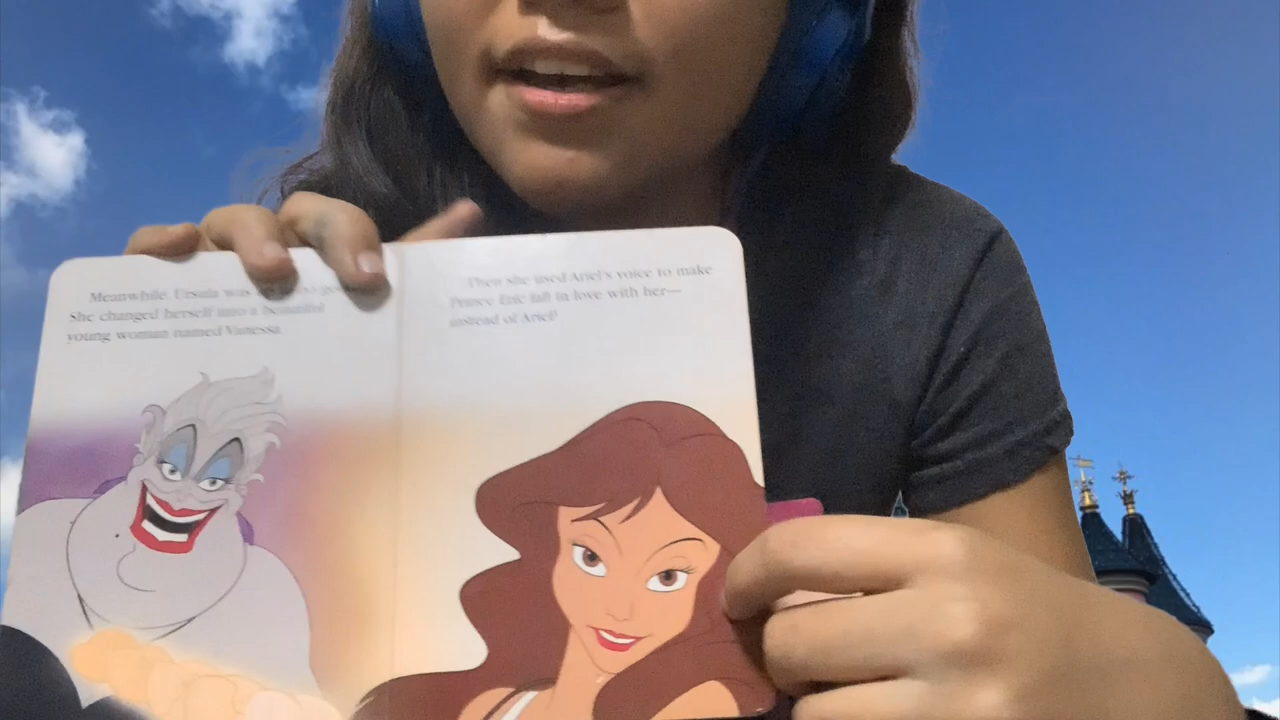 Meanwhile, Ursula was
She changed herself into a beautiful
young woman named Vanessa.
Then she used Ariel's voice to make
Prince Eric fall in love with her—
instead of Ariel!